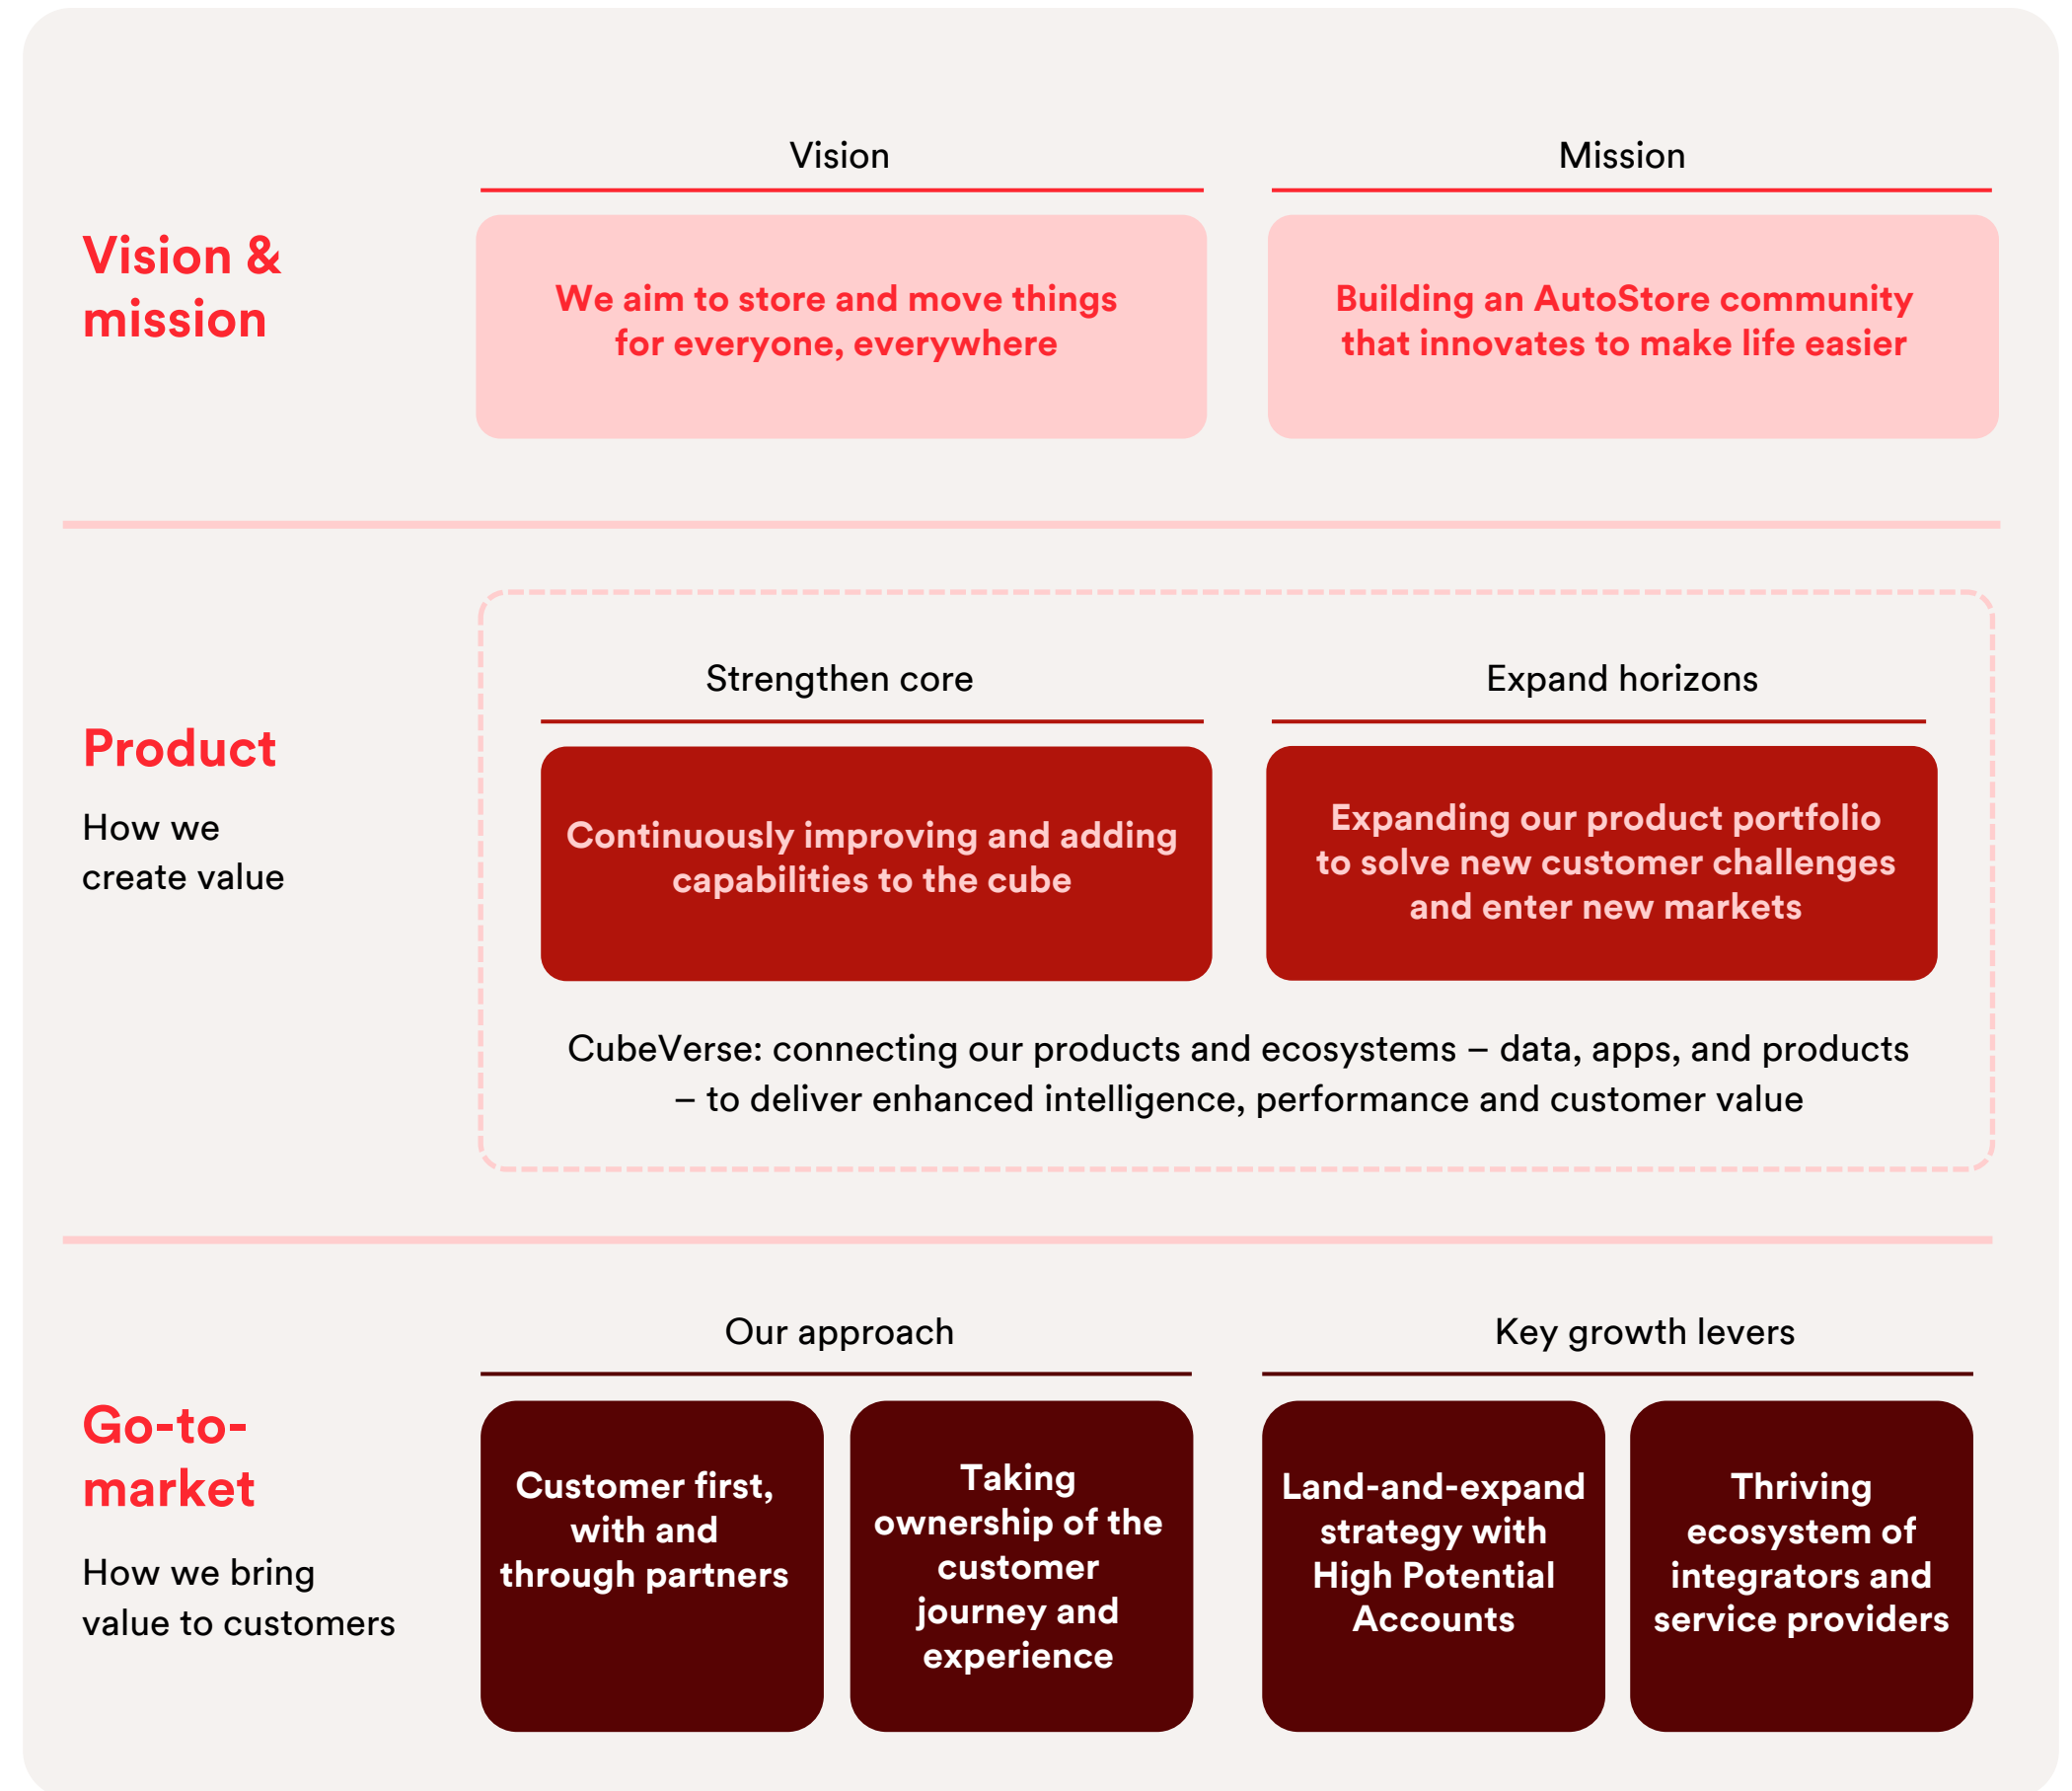 Vision
Mission
Vision &
mission
We aim to store and move things
for everyone, everywhere
Building an AutoStore community
that innovates to make life easier
Product
How we
create value
Strengthen core
Continuously improving and adding
capabilities to the cube
Expand horizons
Expanding our product portfolio
to solve new customer challenges
and enter new markets
CubeVerse: connecting our products and ecosystems – data, apps, and products
– to deliver enhanced intelligence, performance and customer value
Go-to-
market
How we bring
value to customers
Our approach
Customer first,
with and
through partners
Taking
ownership of the
customer
journey and
experience
Key growth levers
Land-and-expand
strategy with
High Potential
Accounts
Thriving
ecosystem of
integrators and
service providers